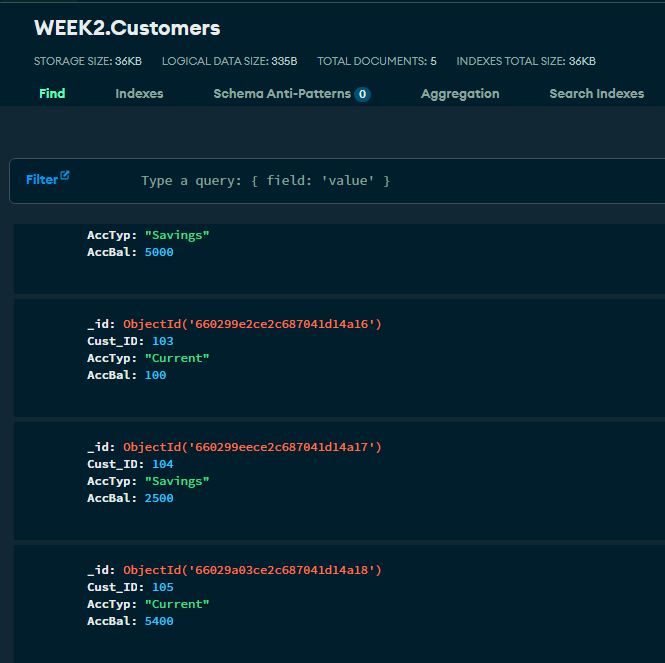 WEEK2.Customers
STORAGE SIZE: 36KB LOGICAL DATA SIZE: 335B TOTAL DOCUMENTS: 5 INDEXES TOTAL SIZE: 36KB
Find Indexes Schema Anti-Patterns 0 Aggregation Search Indexes
Filter Type a query: { field: 'value' }
AccTyp: "Savings"
AccBal: 5000
_id: ObjectId('660299e2ce2c687041d14a16')
Cust_ID: 103
AccTyp: "Current"
AccBal: 100
_id: ObjectId('660299eece2c687041d14a17')
Cust_ID: 104
AccTyp: "Savings"
AccBal: 2500
_id: ObjectId('66029a03ce2c687041d14a18')
Cust_ID: 105
AccTyp: "Current"
AccBal: 5400